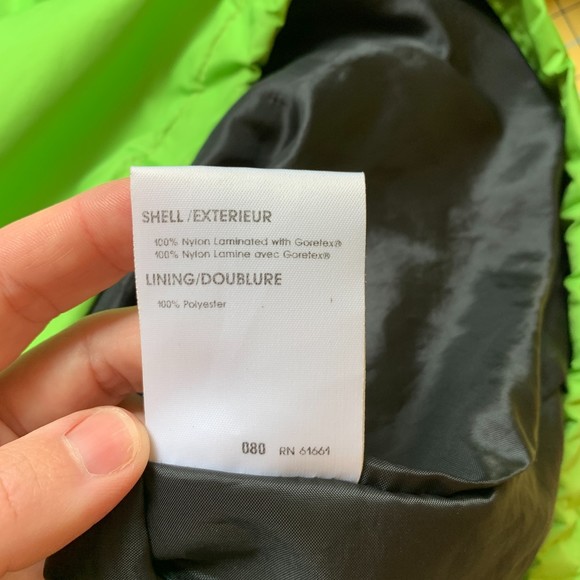 SHELL/EXTERIEUR
100% Nylon Laminated with Goretex®
100% Nylon Lamine avec Goretex®
LINING/DOUBLURE
100% Polyester
080 RN 61661